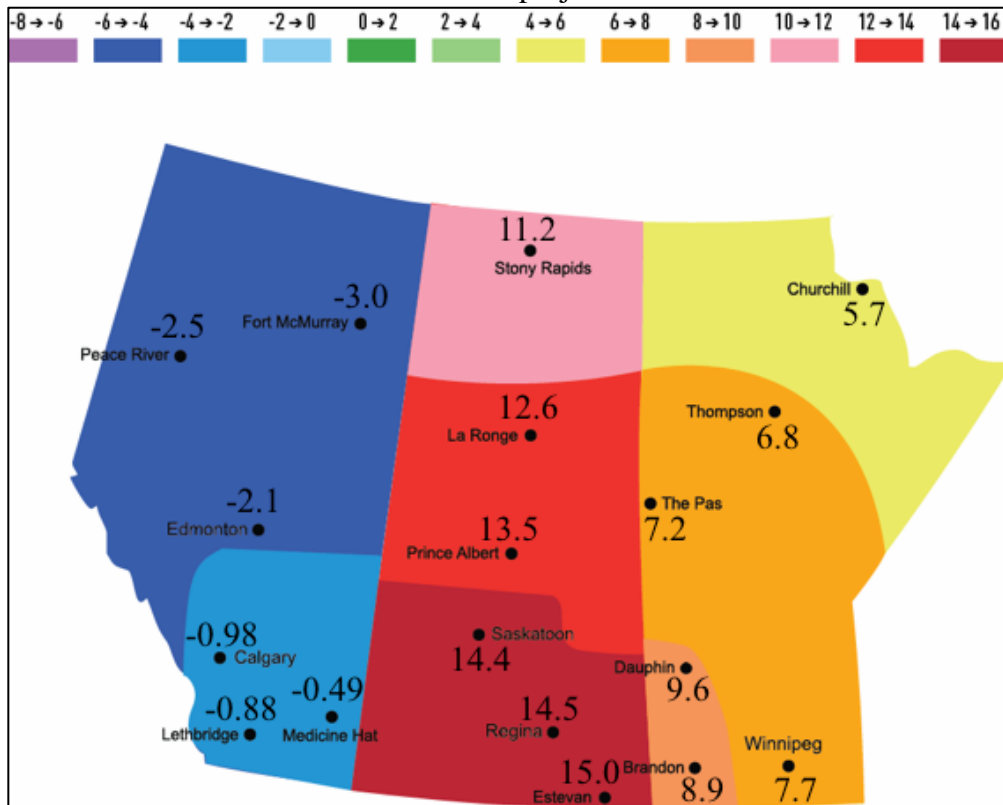 -8 → -6 -6 → -4 -4 → -2 -2 → 0 0 → 2 2 → 4 4 → 6 6 → 8 8 → 10 10 → 12 12 → 14 14 → 16
11.2
Stony Rapids
Churchill
5.7
-3.0
Fort McMurray
-2.5
Peace River
12.6
La Ronge
Thompson
6.8
-2.1
Edmonton
The Pas
7.2
13.5
Prince Albert
-0.98
Calgary
Saskatoon
14.4
Dauphin
9.6
-0.49
Medicine Hat
-0.88
Lethbridge
14.5
Regina
Winnipeg
7.7
15.0
Estevan
Brandon
8.9